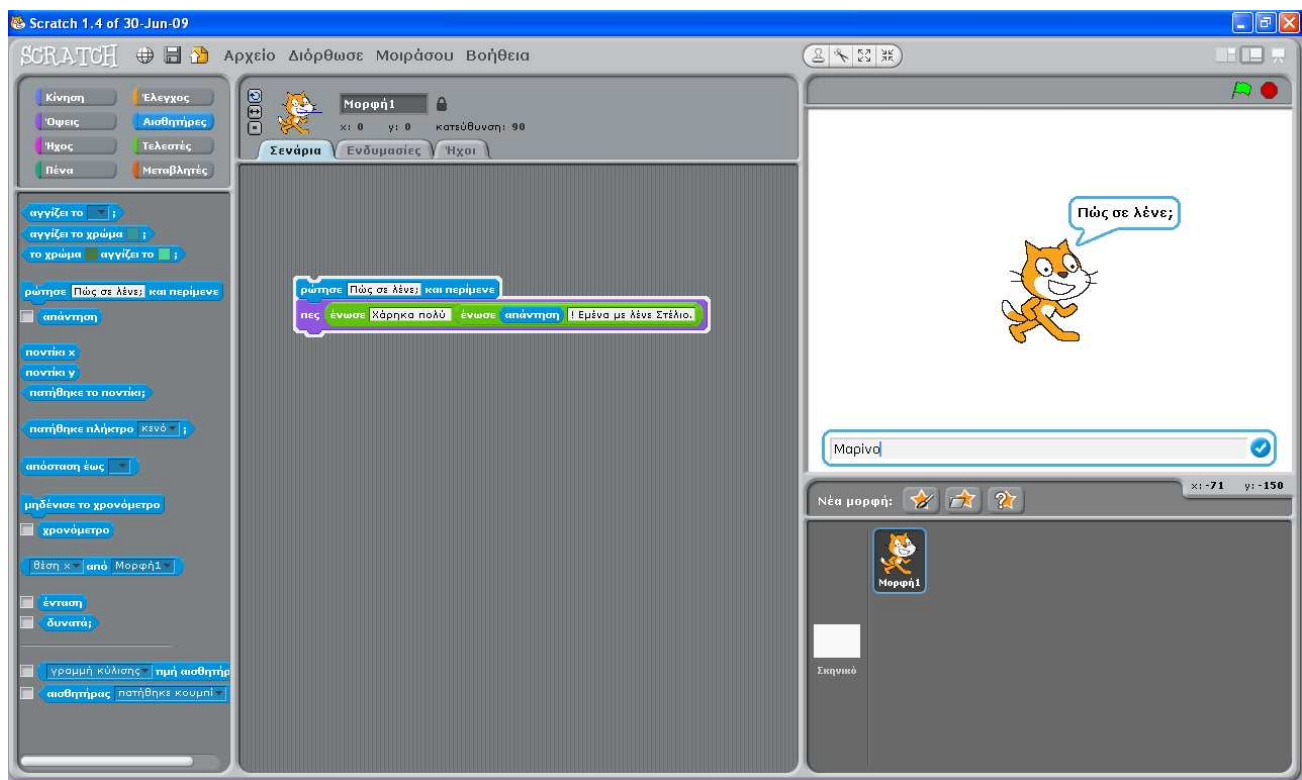 Scratch 1.4 of 30-Jun-09
SCRATCH Αρχείο Διόρθωσε Μοιράσου Βοήθεια
Κίνηση Έλεγχος
Όψεις Αισθητήρες
Ήχος Τελεστές
Πένα Μεταβλητές
αγγίζει το ;
αγγίζει το χρώμα ;
το χρώμα αγγίζει το ;
ρώτησε Πώς σε λένε; και περίμενε
απάντηση
ποντίκι x
ποντίκι y
πατήθηκε το ποντίκι;
πατήθηκε πλήκτρο κενό ;
απόσταση έως
μηδένισε το χρονόμετρο
χρονόμετρο
θέση x από Μορφή1
ένταση
δυνατά;
γραμμή κύλισης τιμή αισθητήρ
αισθητήρας πατήθηκε κουμπί
Μορφή1
x: 0 y: 0 κατεύθυνση: 90
Σενάρια Ενδυμασίες Ήχοι
ρώτησε Πώς σε λένε; και περίμενε
πες ένωσε Χάρηκα πολύ ένωσε απάντηση ! Εμένα με λένε Στέλιο.
Πώς σε λένε;
Μαρίνο
x: -71 y: -150
Νέα μορφή:
Μορφή1
Σκηνικό